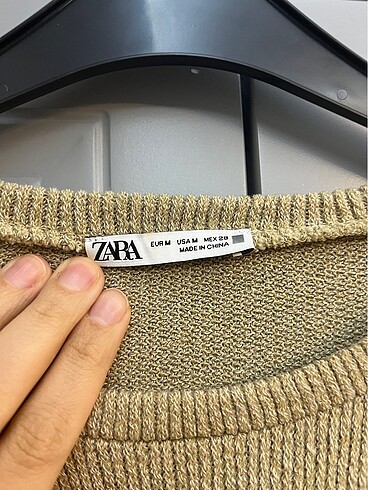 ZARA
EUR M USA M MEX 28
MADE IN CHINA